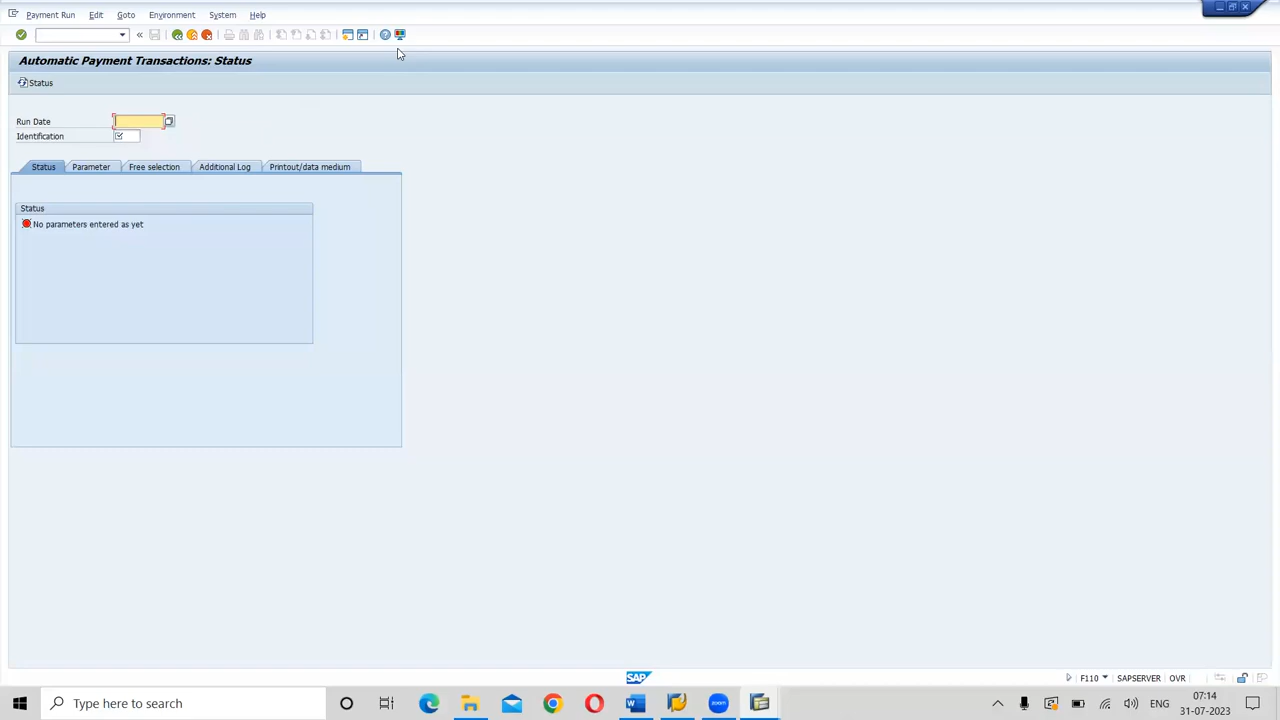 Payment Run Edit Goto Environment System Help
Automatic Payment Transactions: Status
Status
Run Date
Identification
Status Parameter Free selection Additional Log Printout/data medium
Status
No parameters entered as yet
SAP
F110 SAPSERVER OVR
Type here to search
zoom
ENG
07:14
31-07-2023